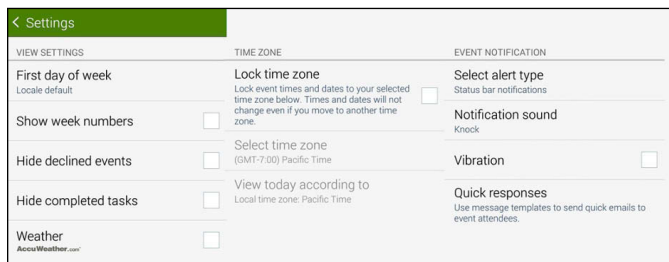 Settings
VIEW SETTINGS
First day of week
Locale default
Show week numbers
Hide declined events
Hide completed tasks
Weather
AccuWeather.com
TIME ZONE
Lock time zone
Lock event times and dates to your selected
time zone below. Times and dates will not
change even if you move to another time
zone.
Select time zone
(GMT-7:00) Pacific Time
View today according to
Local time zone: Pacific Time
EVENT NOTIFICATION
Select alert type
Status bar notifications
Notification sound
Knock
Vibration
Quick responses
Use message templates to send quick emails to
event attendees.